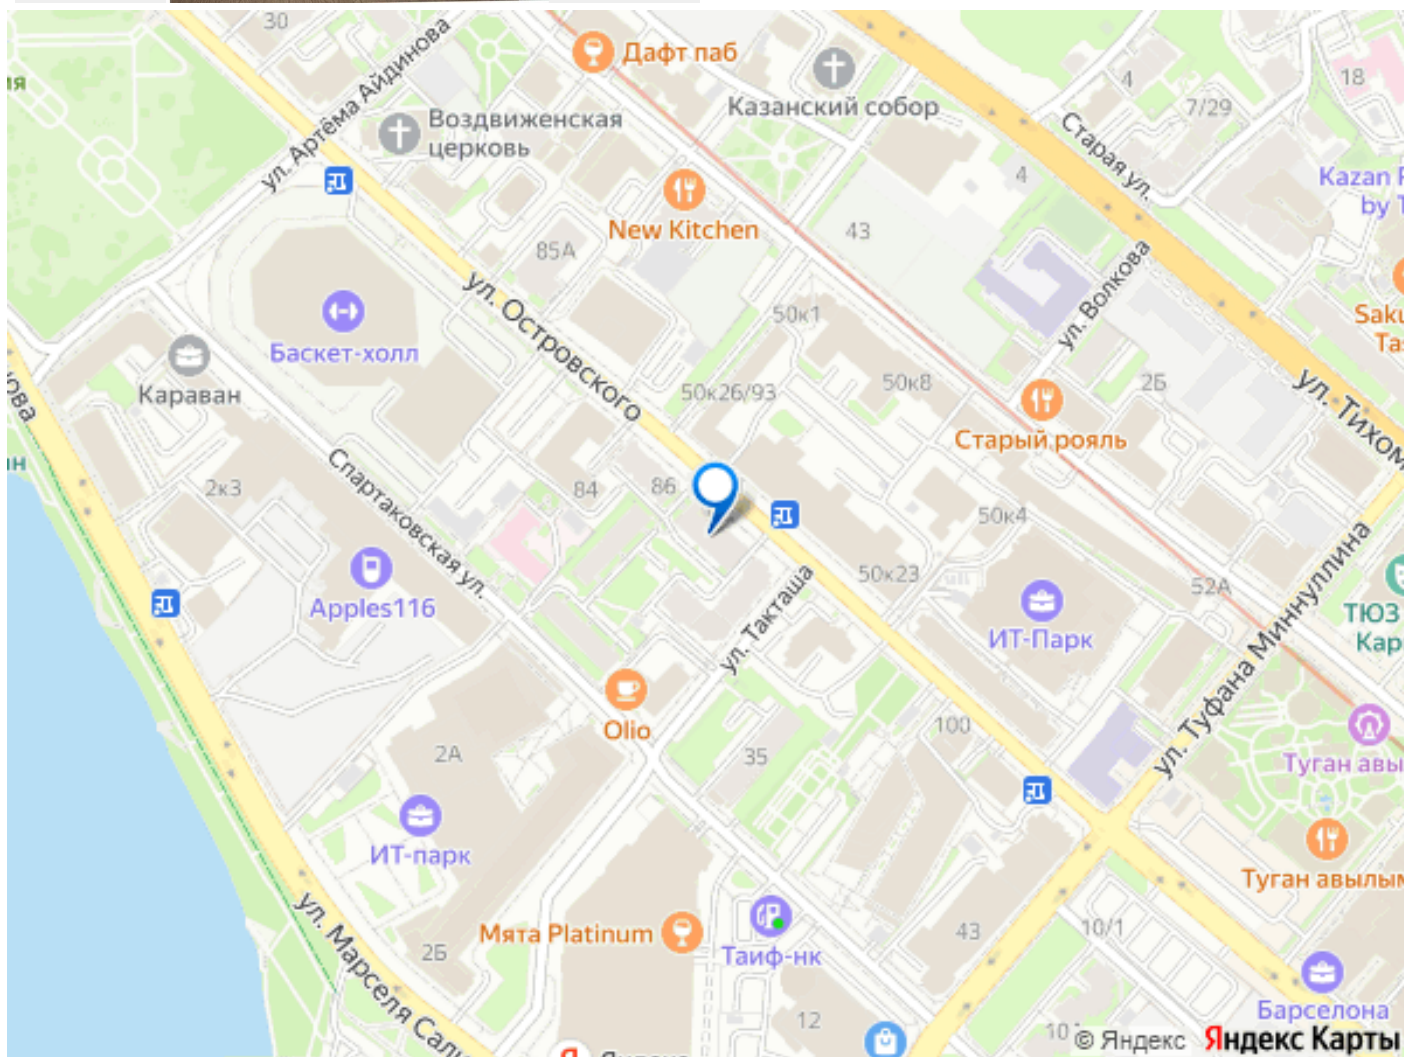 30
ул. Артёма Айдинова
Дафт паб
Казанский собор
4
7/29
18
ия
Воздвиженская
церковь
Старая ул.
4
Kazan
by
New Kitchen
85А
43
ул. Островского
ул. Волкова
50к1
Баскет-холл
Караван
50к26/93
50к8
2Б
ул. Тихом
Старый рояль
Спартаковская ул.
2к3
84
86
50к4
Apples116
50к23
52А
ул. Такташа
ИТ-Парк
ул. Туфана Миннуллина
ТЮЗ
Кар
Olio
2А
35
100
Туган авы
ИТ-парк
Туган авылым
ул. Марселя Сали
2Б
Мята Platinum
Таиф-нк
43
10/1
Барселона
12
10
© Яндекс Яндекс Карты